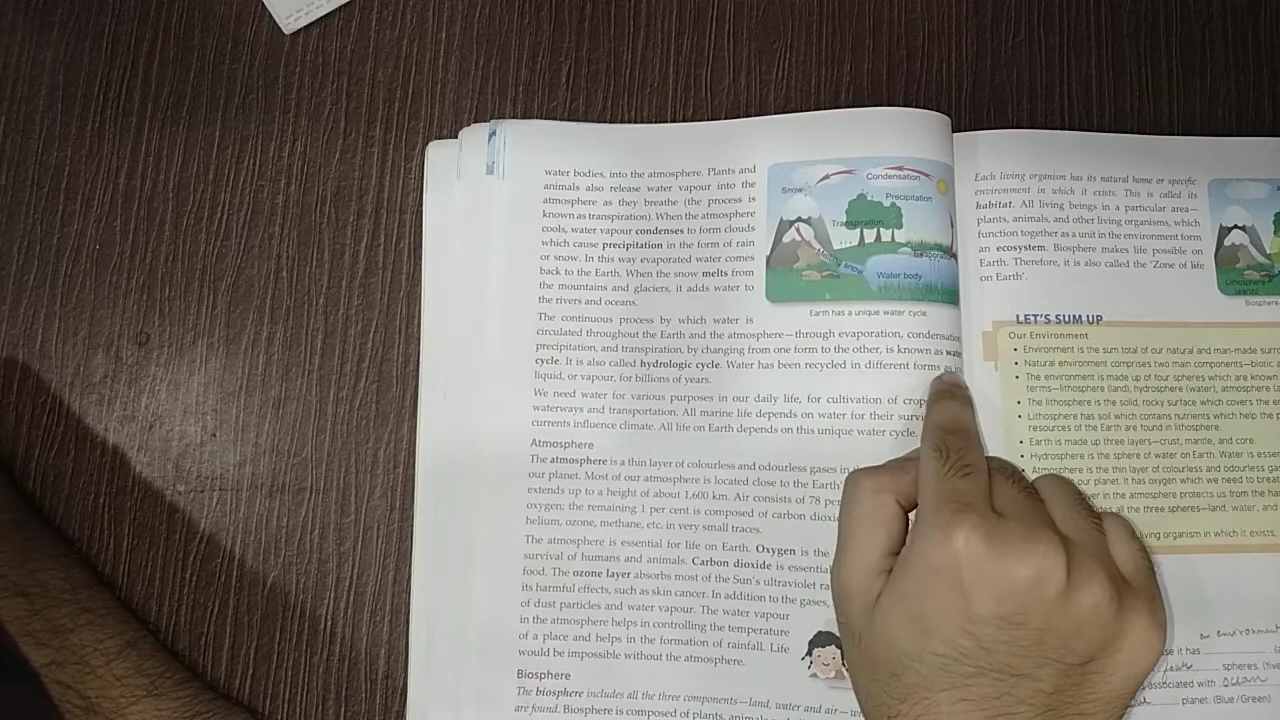 water bodies, into the atmosphere. Plants and
animals also release water vapour into the
atmosphere as they breathe (the process is
known as transpiration). When the atmosphere
cools, water vapour condenses to form clouds
which cause precipitation in the form of rain
or snow. In this way evaporated water comes
back to the Earth. When the snow melts from
the mountains and glaciers, it adds water to
the rivers and oceans.
Snow
Condensation
Precipitation
Transpiration
Evaporation
Melting snow
Water body
Earth has a unique water cycle.
The continuous process by which water is
circulated throughout the Earth and the atmosphere—through evaporation,
precipitation, and transpiration, by changing from one form to the other, is known as
cycle. It is also called hydrologic cycle. Water has been recycled in different forms as
liquid, or vapour, for billions of years.
We need water for various purposes in our daily life, for cultivation of
waterways and transportation. All marine life depends on water for their
currents influence climate. All life on Earth depends on this unique water cycle.
Atmosphere
The atmosphere is a thin layer of colourless and odourless gases in
our planet. Most of our atmosphere is located close to the
extends up to a height of about 1,600 km. Air consists of 78
oxygen; the remaining 1 per cent is composed of carbon
helium, ozone, methane, etc. in very small traces.
The atmosphere is essential for life on Earth. Oxygen is the
survival of humans and animals. Carbon dioxide is essential
food. The ozone layer absorbs most of the Sun's ultraviolet
its harmful effects, such as skin cancer. In addition to the gases,
of dust particles and water vapour. The water vapour
in the atmosphere helps in controlling the temperature
of a place and helps in the formation of rainfall. Life
would be impossible without the atmosphere.
Biosphere
The biosphere includes all the three components—land, water and air—
are found. Biosphere is composed of plants,
Each living organism has its natural home or specific
environment in which it exists. This is called its
habitat. All living beings in a particular area—
plants, animals, and other living organisms, which
function together as a unit in the environment form
an ecosystem. Biosphere makes life possible on
Earth. Therefore, it is also called the 'Zone of life
on Earth'.
Lithosphere
Biosphere
LET'S SUM UP
Our Environment
• Environment is the sum total of our natural and man-made
• Natural environment comprises two main components—biotic
• The environment is made up of four spheres which are known
terms—lithosphere (land), hydrosphere (water), atmosphere
• The lithosphere is the solid, rocky surface which covers the
• Lithosphere has soil which contains nutrients which help the
resources of the Earth are found in lithosphere.
• Earth is made up three layers—crust, mantle, and core.
• Hydrosphere is the sphere of water on Earth. Water is
• Atmosphere is the thin layer of colourless and odourless
our planet. It has oxygen which we need to
in the atmosphere protects us from the
all the three spheres—land, water, and
living organism in which it exists,
an environment
it has
spheres.
associated with ocean
planet. (Blue/Green)